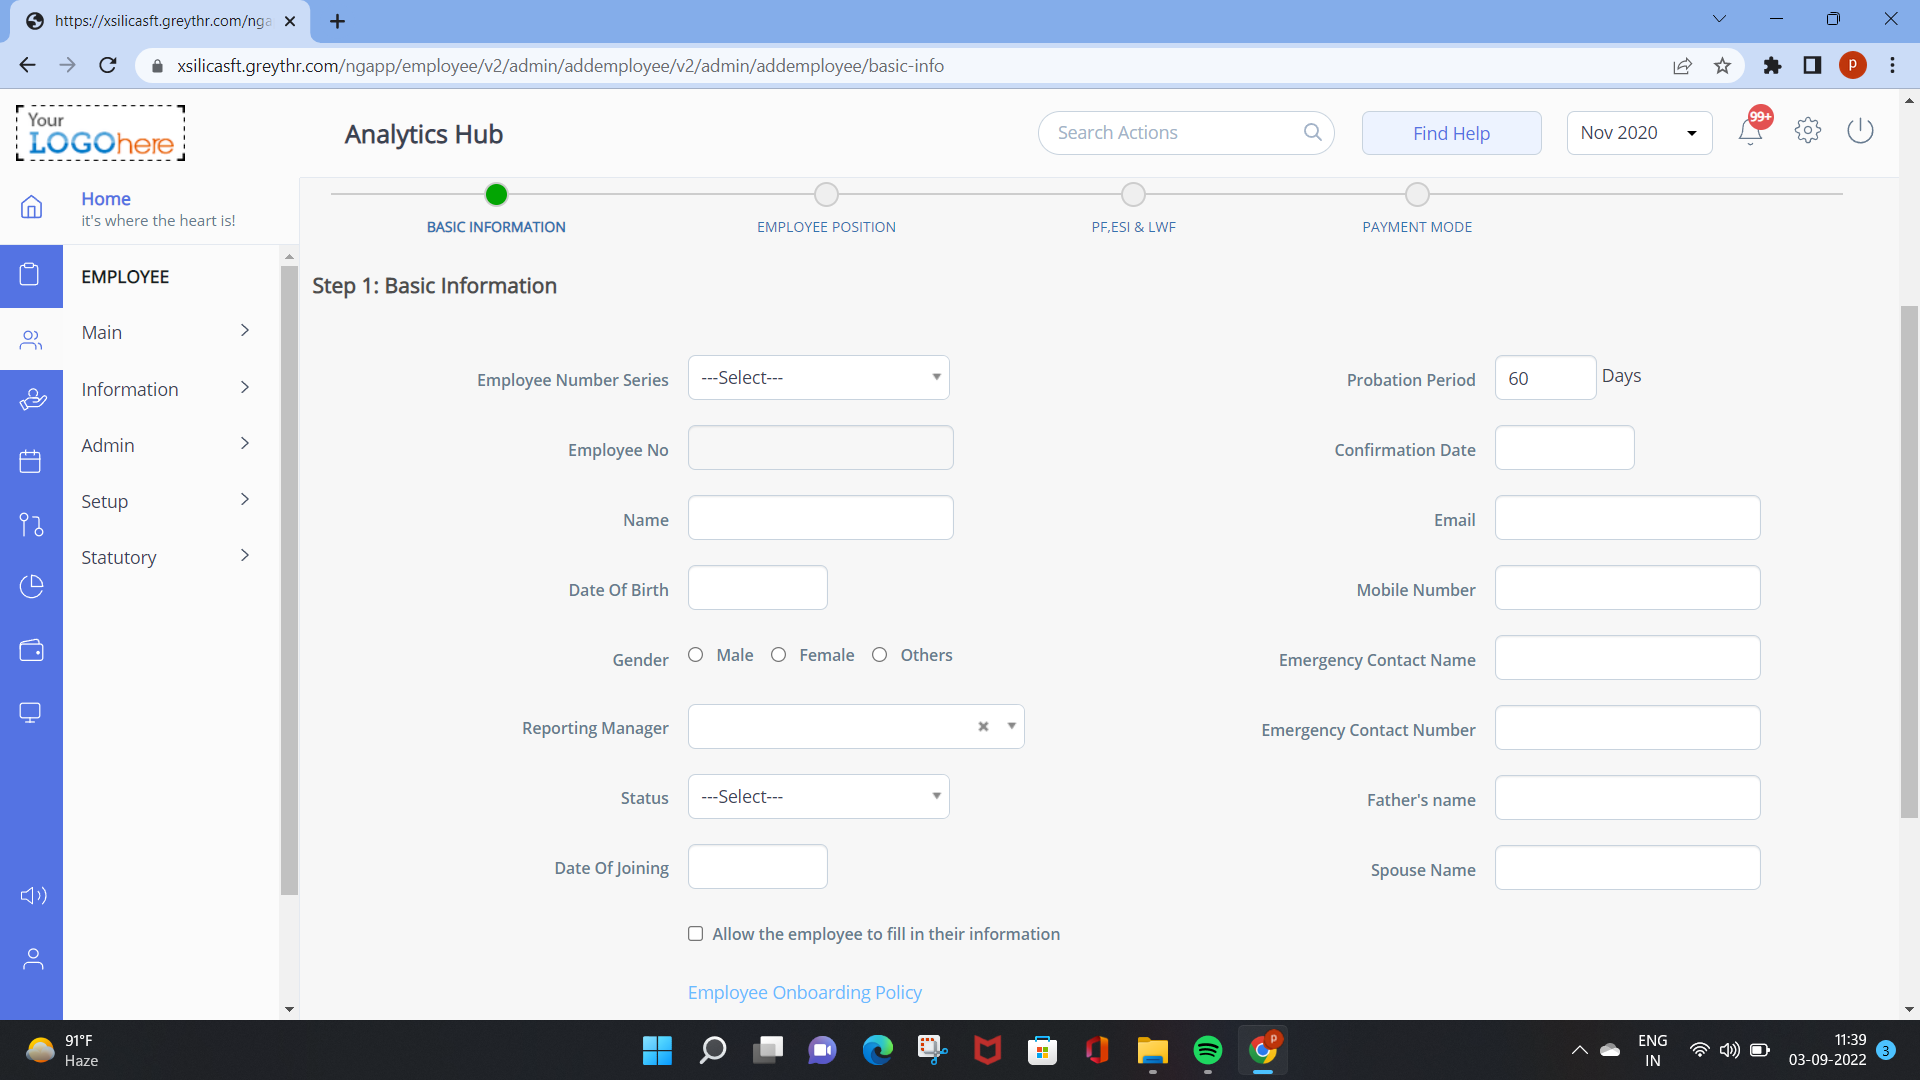 https://xsilicasft.greythr.com/nga
xsilicasft.greythr.com/ngapp/employee/v2/admin/addemployee/v2/admin/addemployee/basic-info
P
Your
LOGOhere
Analytics Hub
Search Actions
Find Help
Nov 2020
99+
Home
it's where the heart is!
BASIC INFORMATION
EMPLOYEE POSITION
PF,ESI & LWF
PAYMENT MODE
EMPLOYEE
Main
Information
Admin
Setup
Statutory
Step 1: Basic Information
Employee Number Series
---Select---
Probation Period
60
Days
Employee No
Confirmation Date
Name
Email
Date Of Birth
Mobile Number
Gender
Male
Female
Others
Emergency Contact Name
Reporting Manager
Emergency Contact Number
Status
---Select---
Father's name
Date Of Joining
Spouse Name
Allow the employee to fill in their information
Employee Onboarding Policy
91°F
Haze
P
ENG
IN
11:39
03-09-2022
3